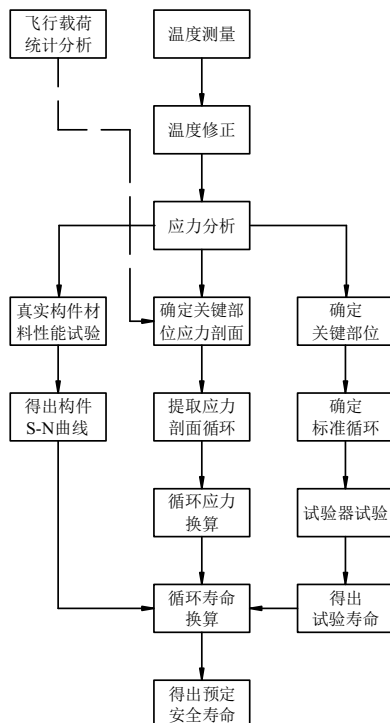 飞行载荷
统计分析
温度测量
温度修正
应力分析
真实构件材
料性能试验
确定关键部
位应力剖面
确定
关键部位
得出构件
S-N曲线
提取应力
剖面循环
确定
标准循环
循环应力
换算
试验器试验
循环寿命
换算
得出
试验寿命
得出预定
安全寿命